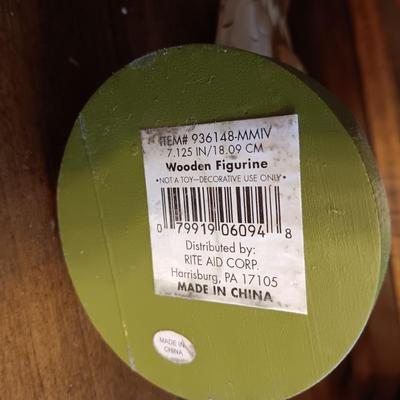 ITEM# 936148-MMIV
7.125 IN/18.09 CM
Wooden Figurine
•NOT A TOY—DECORATIVE USE ONLY•
0 79919 06094 8
Distributed by:
RITE AID CORP.
Harrisburg, PA 17105
MADE IN CHINA
MADE IN
CHINA